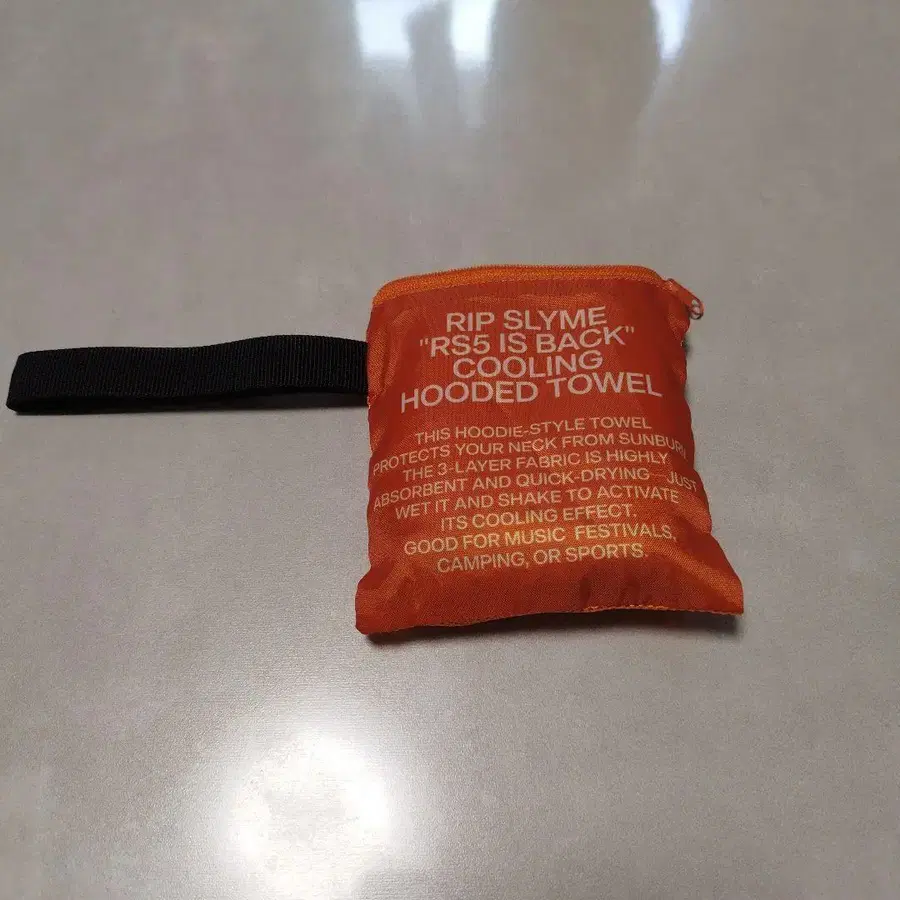 RIP SLYME
"RS5 IS BACK"
COOLING
HOODED TOWEL
THIS HOODIE-STYLE TOWEL
PROTECTS YOUR NECK FROM SUNBURN
THE 3-LAYER FABRIC IS HIGHLY
ABSORBENT AND QUICK-DRYING JUST
WET IT AND SHAKE TO ACTIVATE
ITS COOLING EFFECT.
GOOD FOR MUSIC FESTIVALS,
CAMPING, OR SPORTS.